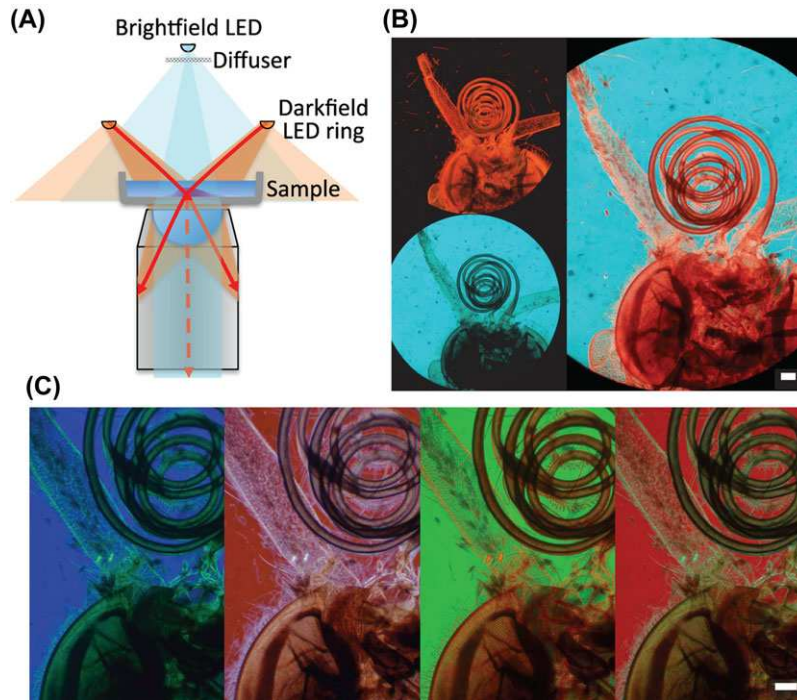 (A)
Brightfield LED
Diffuser
Darkfield
LED ring
Sample
(B)
(C)